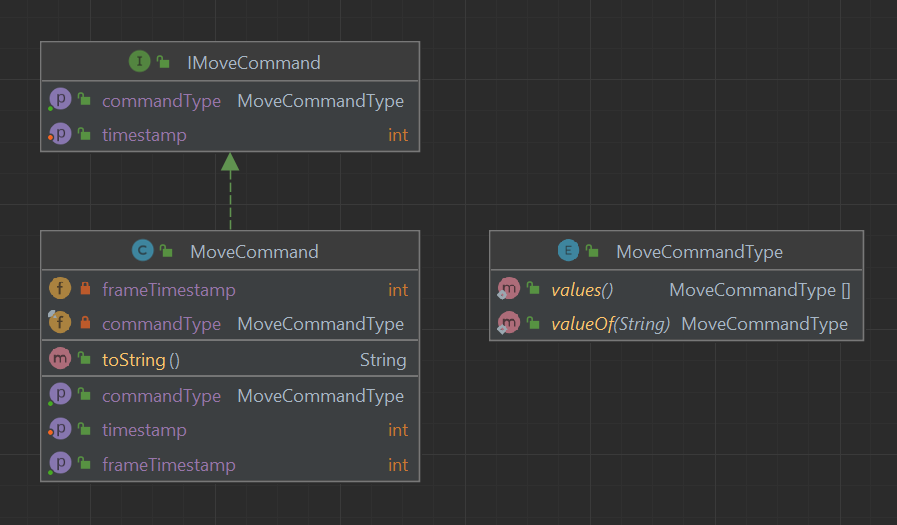 I IMoveCommand
p commandType MoveCommandType
p timestamp int
C MoveCommand
f frameTimestamp int
f commandType MoveCommandType
m toString() String
p commandType MoveCommandType
p timestamp int
p frameTimestamp int
E MoveCommandType
m values() MoveCommandType []
m valueOf(String) MoveCommandType